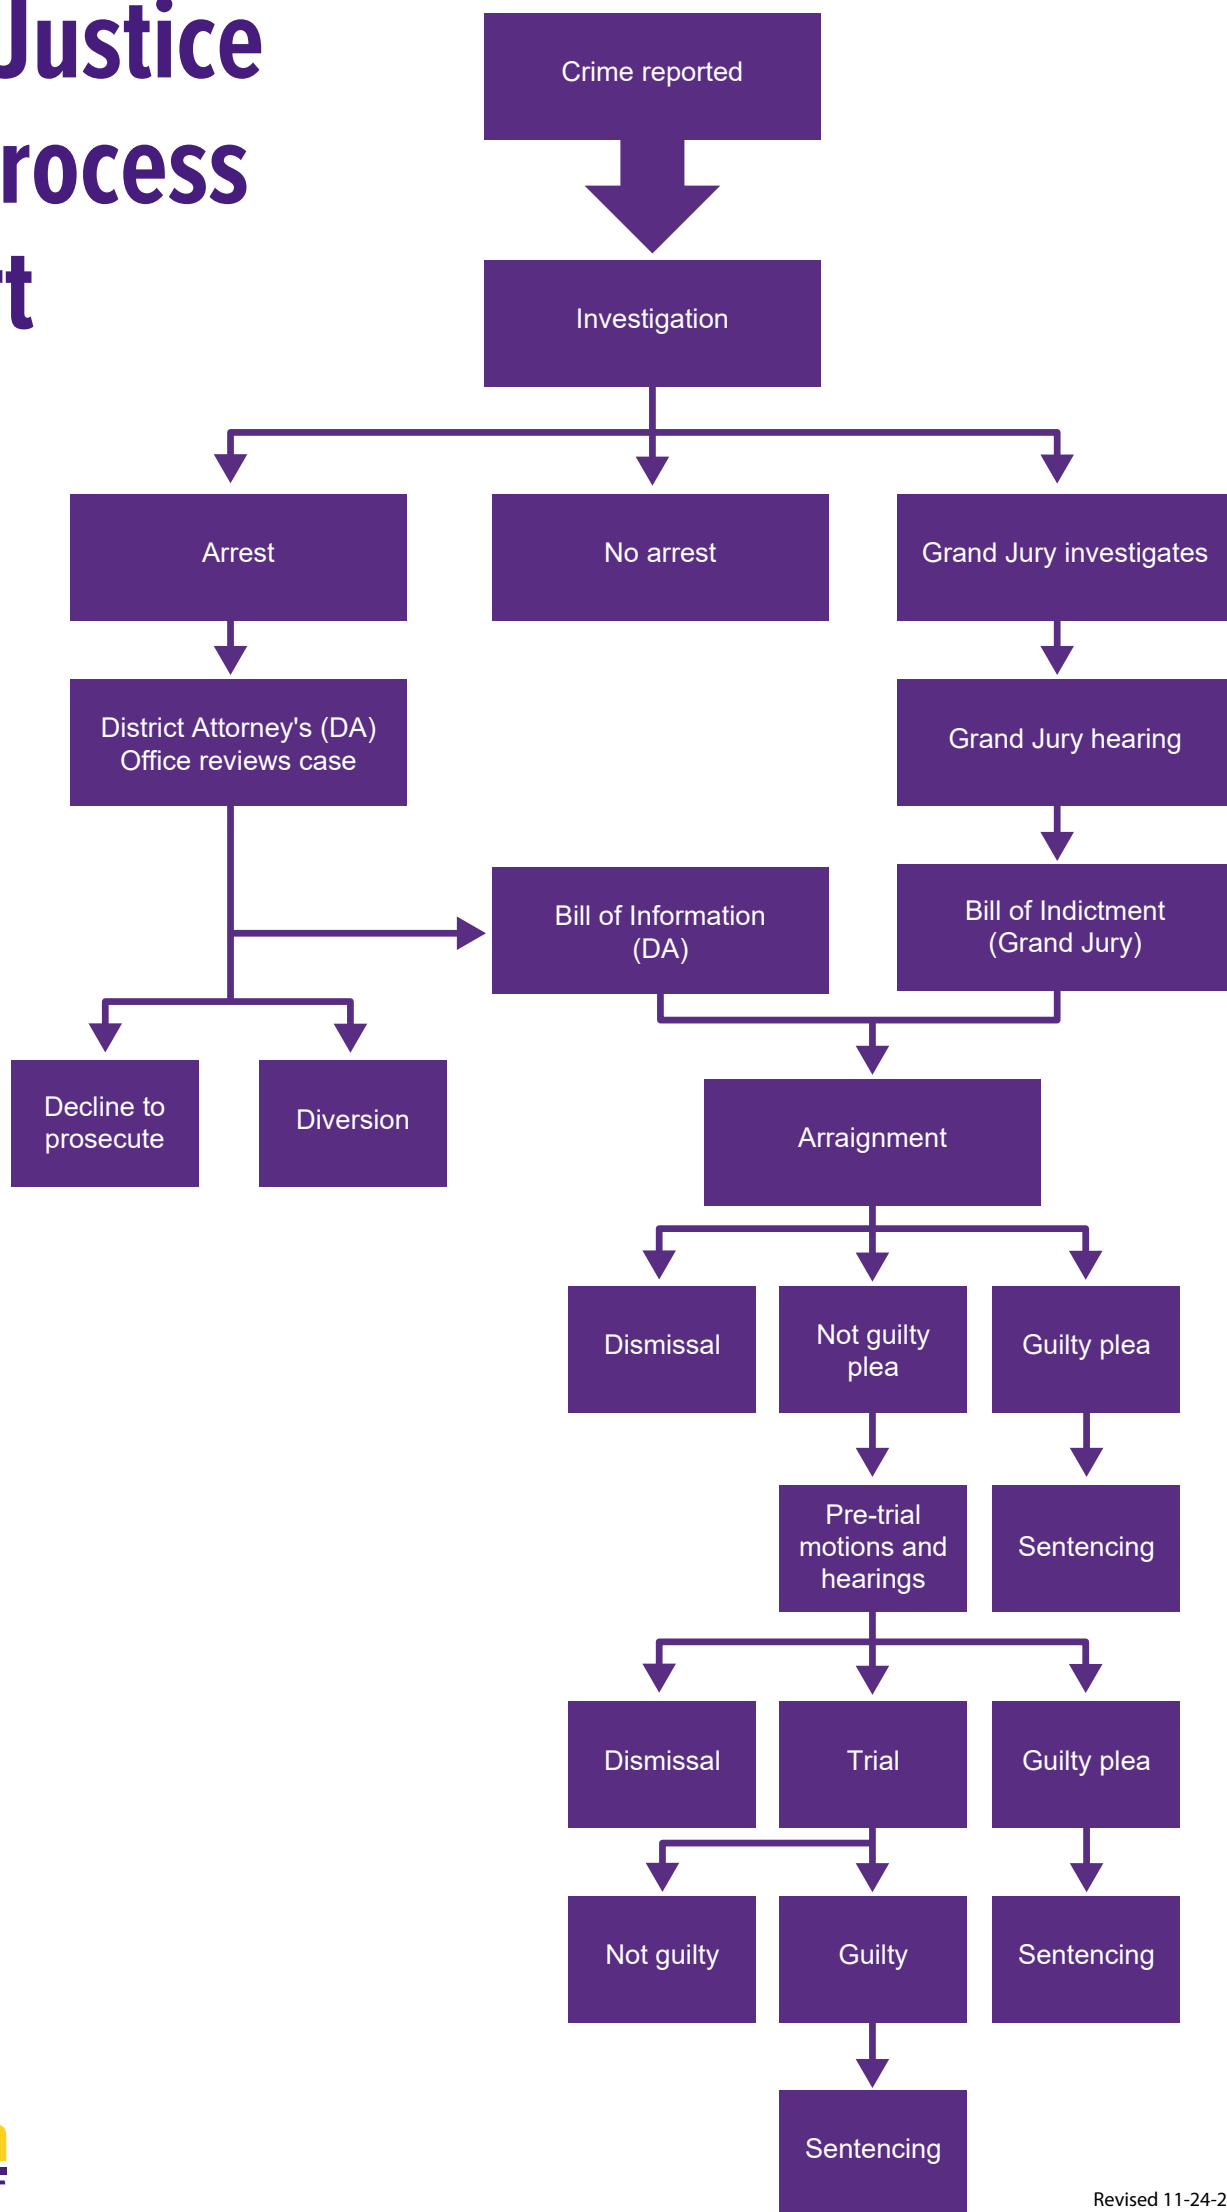 Justice
rocess
rt
Crime reported
Investigation
Arrest
No arrest
Grand Jury investigates
District Attorney's (DA)
Office reviews case
Grand Jury hearing
Bill of Information
(DA)
Bill of Indictment
(Grand Jury)
Decline to
prosecute
Diversion
Arraignment
Dismissal
Not guilty
plea
Guilty plea
Pre-trial
motions and
hearings
Sentencing
Dismissal
Trial
Guilty plea
Not guilty
Guilty
Sentencing
Sentencing
Revised 11-24-2